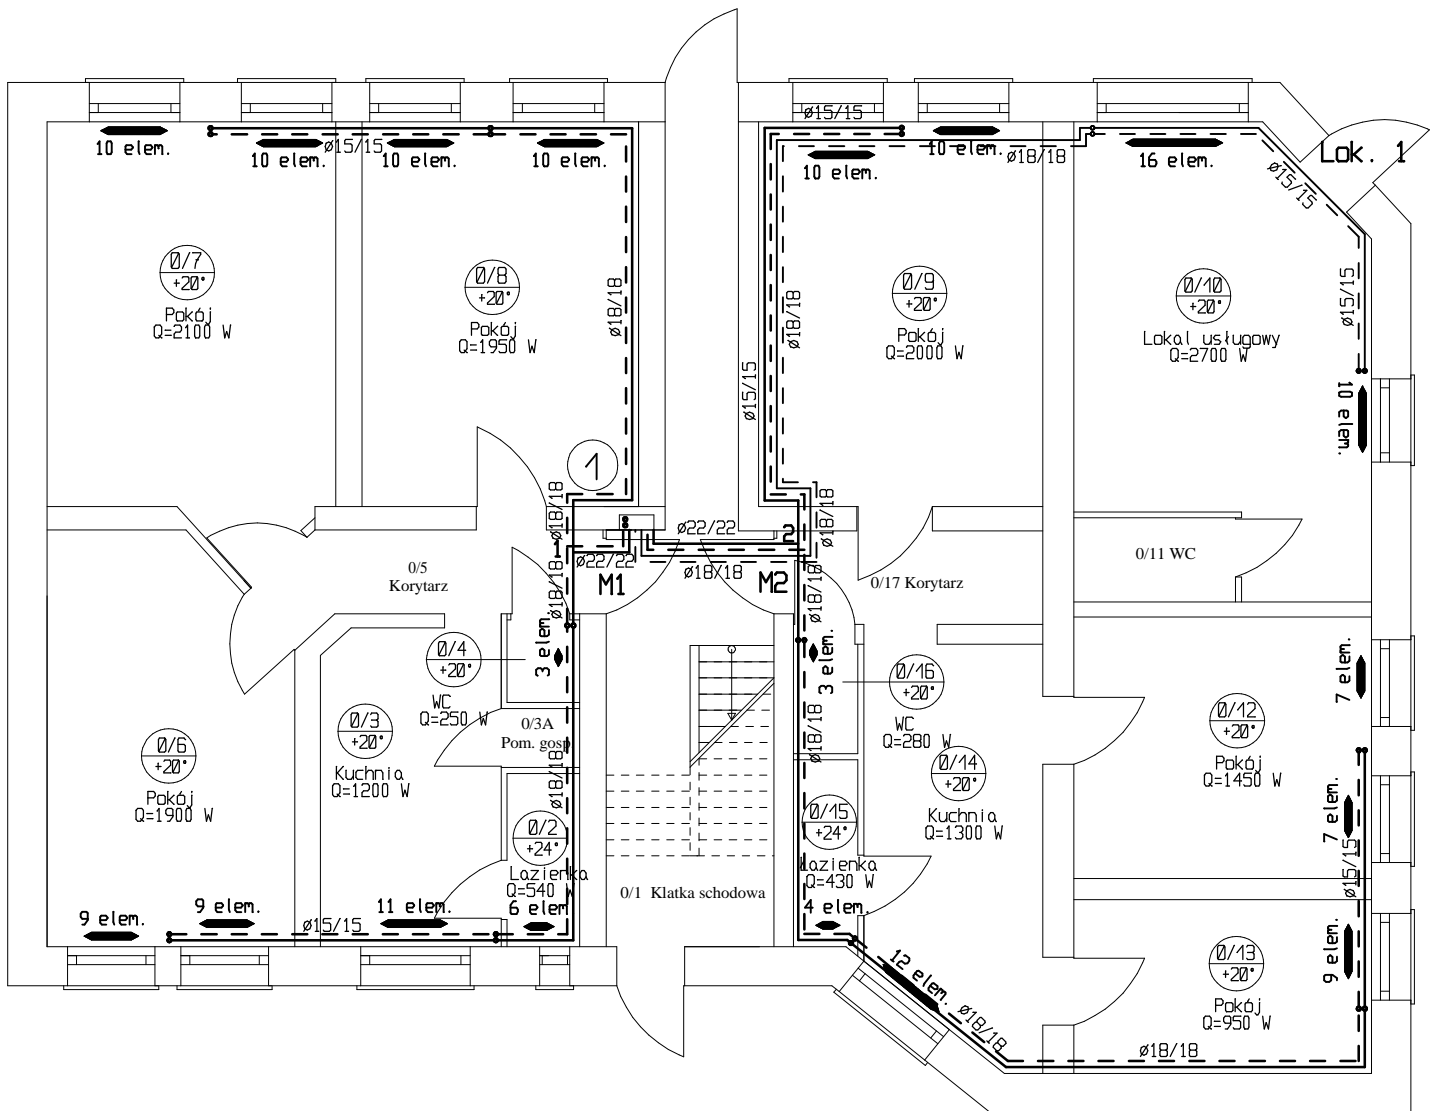 ø15/15
10 elem.
10 elem.
ø15/15
10 elem.
10 elem.
10 elem.
10 elem.
ø18/18
16 elem.
Lok. 1
ø15/15
0/7
+20°
Pokój
Q=2100 W
0/8
+20°
Pokój
Q=1950 W
ø18/18
ø18/18
0/9
+20°
Pokój
Q=2000 W
0/10
+20°
Lokal usługowy
Q=2700 W
ø15/15
ø15/15
10 elem.
1
ø18/18
ø22/22
2
ø18/18
1
ø22/22
ø18/18
M1
M2
ø18/18
ø18/18
0/5
Korytarz
0/17 Korytarz
0/11 WC
3 elem.
0/4
+20°
WC
Q=250 W
3 elem.
0/16
+20°
WC
Q=280 W
7 elem.
0/3A
Pom. gosp
0/3
+20°
Kuchnia
Q=1200 W
0/6
+20°
Pokój
Q=1900 W
ø18/18
ø18/18
0/14
+20°
Kuchnia
Q=1300 W
0/12
+20°
Pokój
Q=1450 W
7 elem.
0/2
+24°
Łazienka
Q=540 W
0/15
+24°
Łazienka
Q=430 W
ø15/15
0/1 Klatka schodowa
9 elem.
9 elem.
ø15/15
11 elem.
6 elem
4 elem.
12 elem.
0/13
+20°
Pokój
Q=950 W
9 elem.
ø18/18
ø18/18